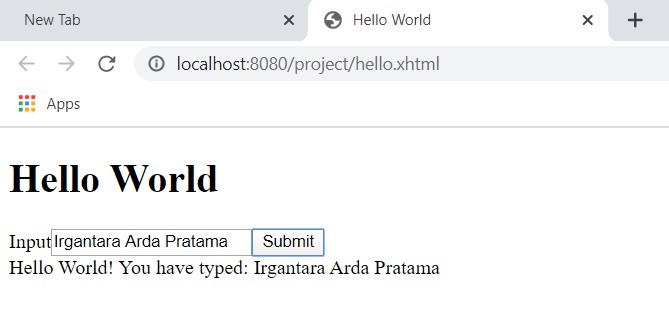 New Tab
Hello World
localhost:8080/project/hello.xhtml
Apps
Hello World
Input Irgantara Arda Pratama Submit
Hello World! You have typed: Irgantara Arda Pratama